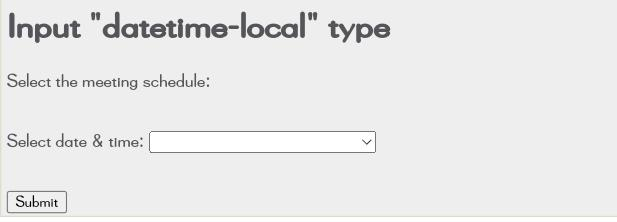 Input "datetime-local" type
Select the meeting schedule:
Select date & time:
Submit